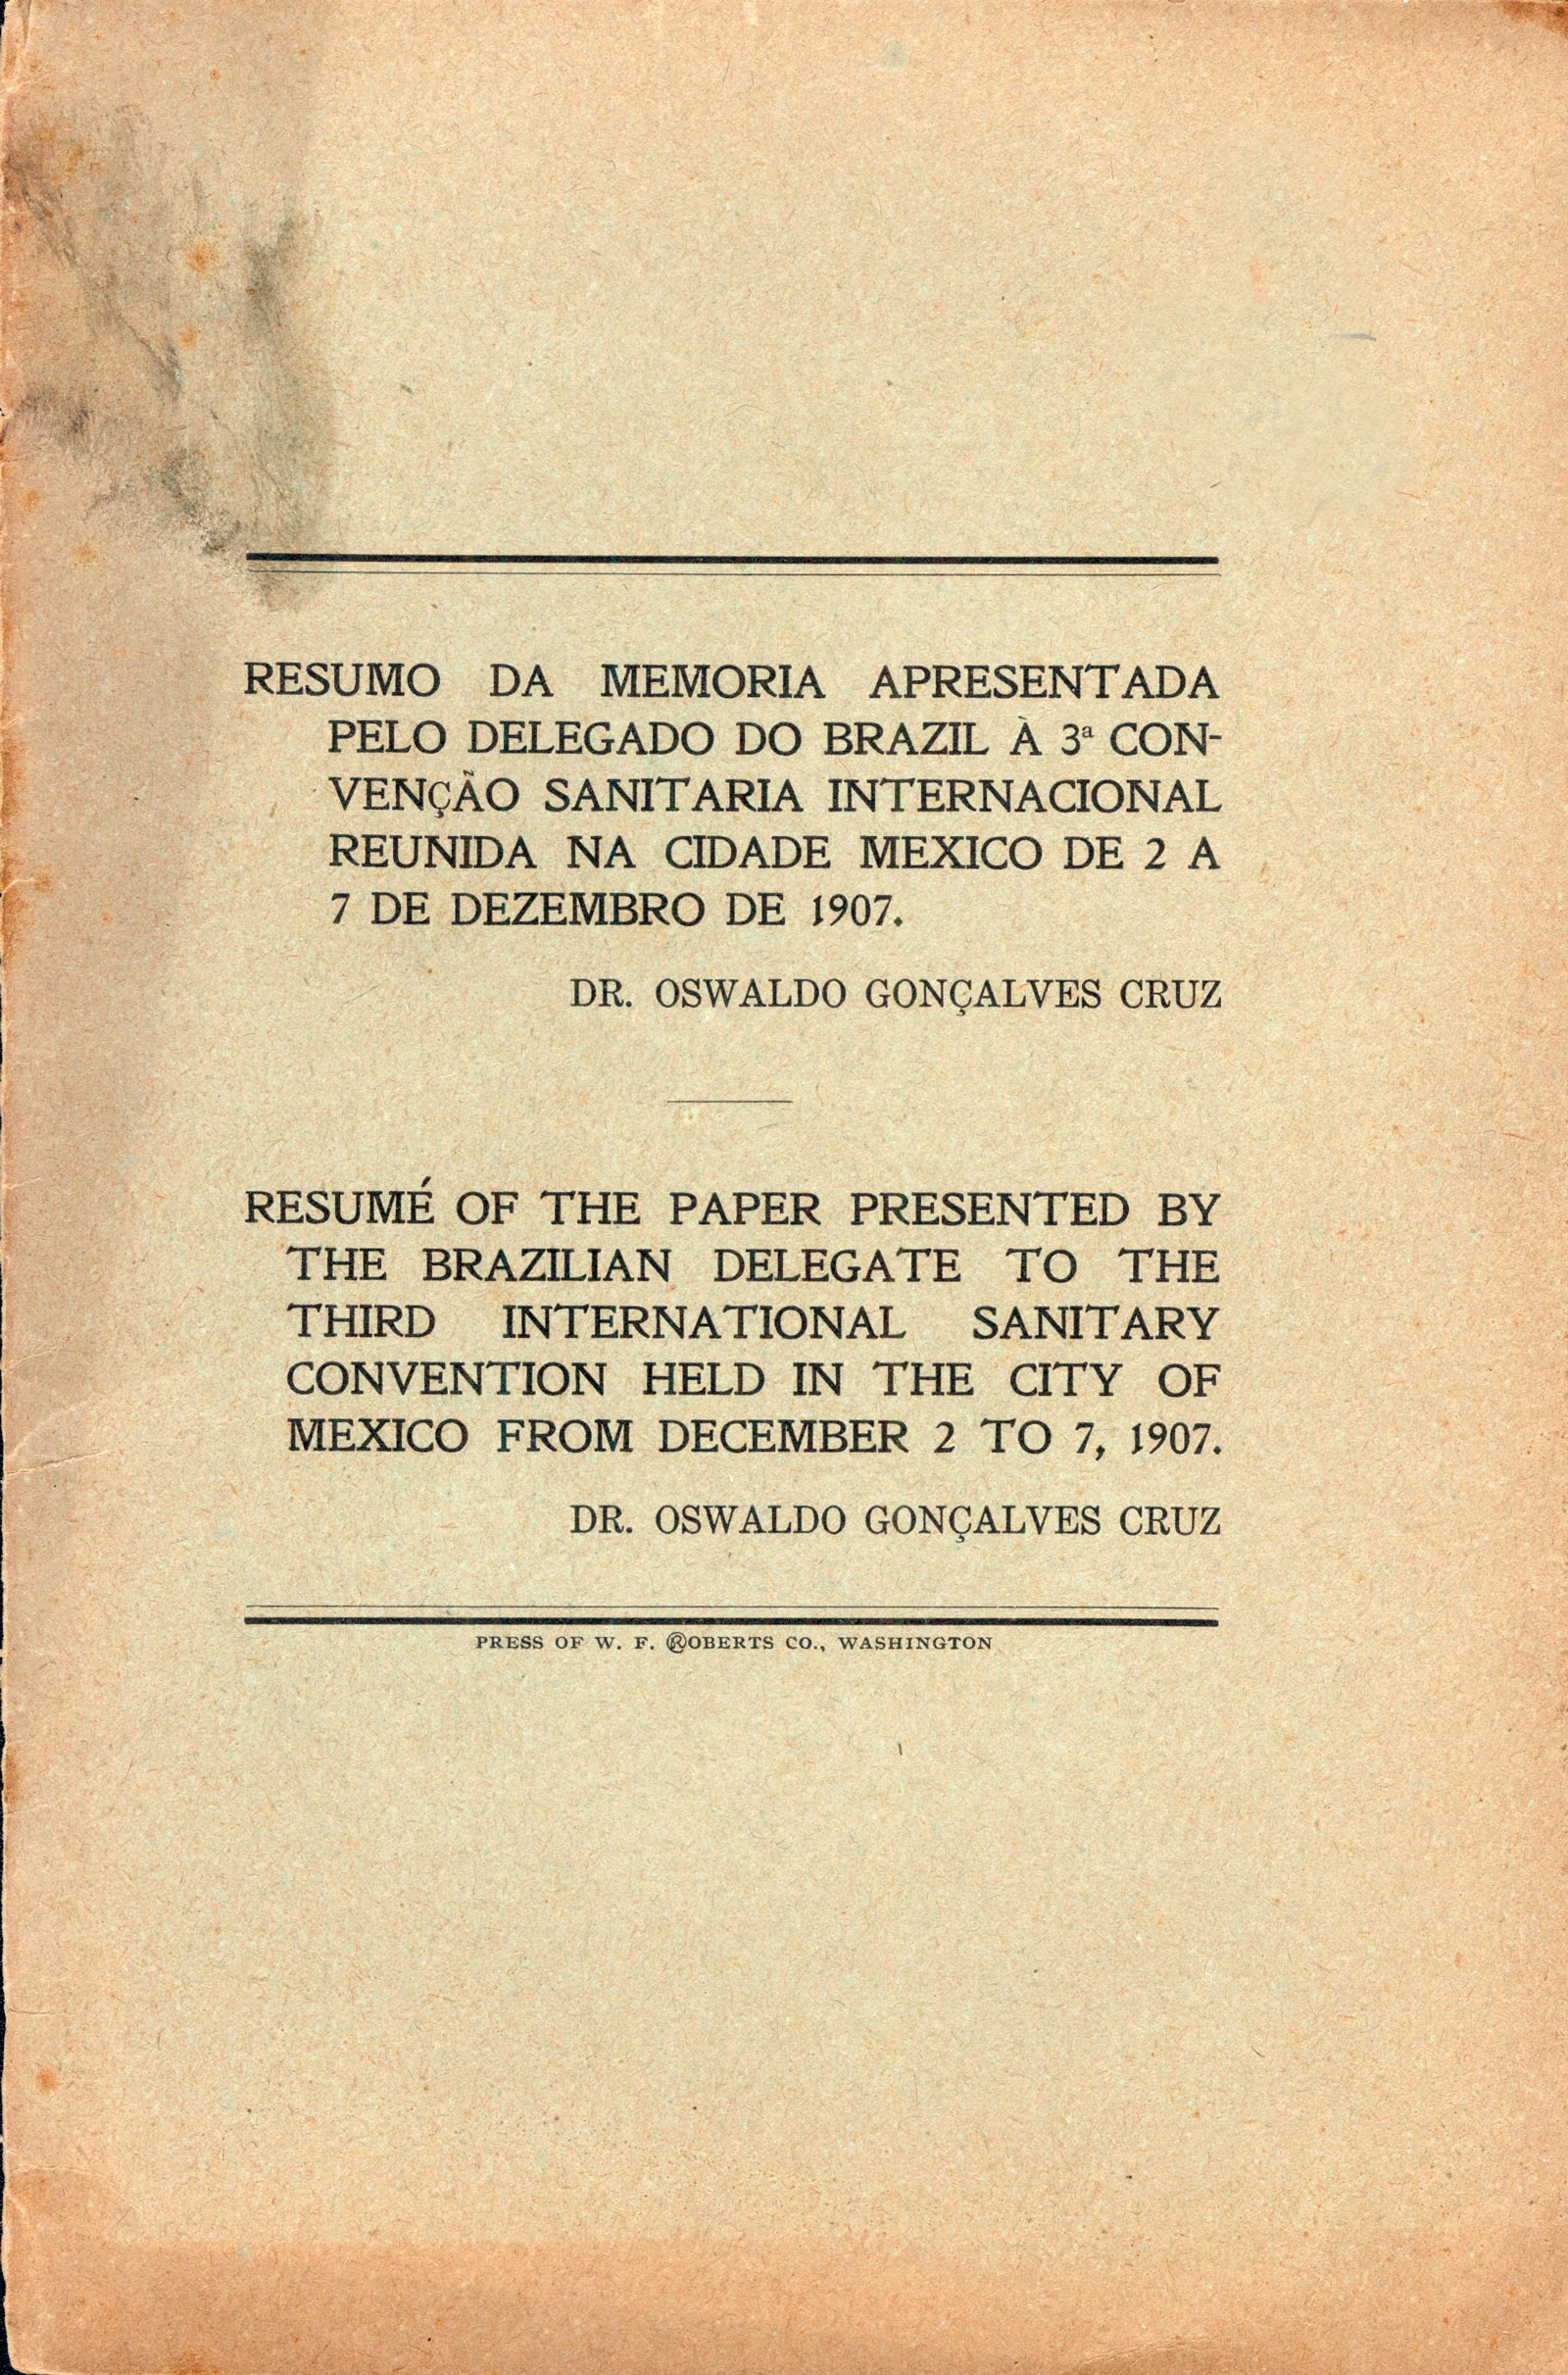 RESUMO DA MEMORIA APRESENTADA
PELO DELEGADO DO BRAZIL À 3ª CON-
VENÇÃO SANITARIA INTERNACIONAL
REUNIDA NA CIDADE MEXICO DE 2 A
7 DE DEZEMBRO DE 1907.
DR. OSWALDO GONÇALVES CRUZ
RESUMÉ OF THE PAPER PRESENTED BY
THE BRAZILIAN DELEGATE TO THE
THIRD INTERNATIONAL SANITARY
CONVENTION HELD IN THE CITY OF
MEXICO FROM DECEMBER 2 TO 7, 1907.
DR. OSWALDO GONÇALVES CRUZ
PRESS OF W. F. ROBERTS CO., WASHINGTON